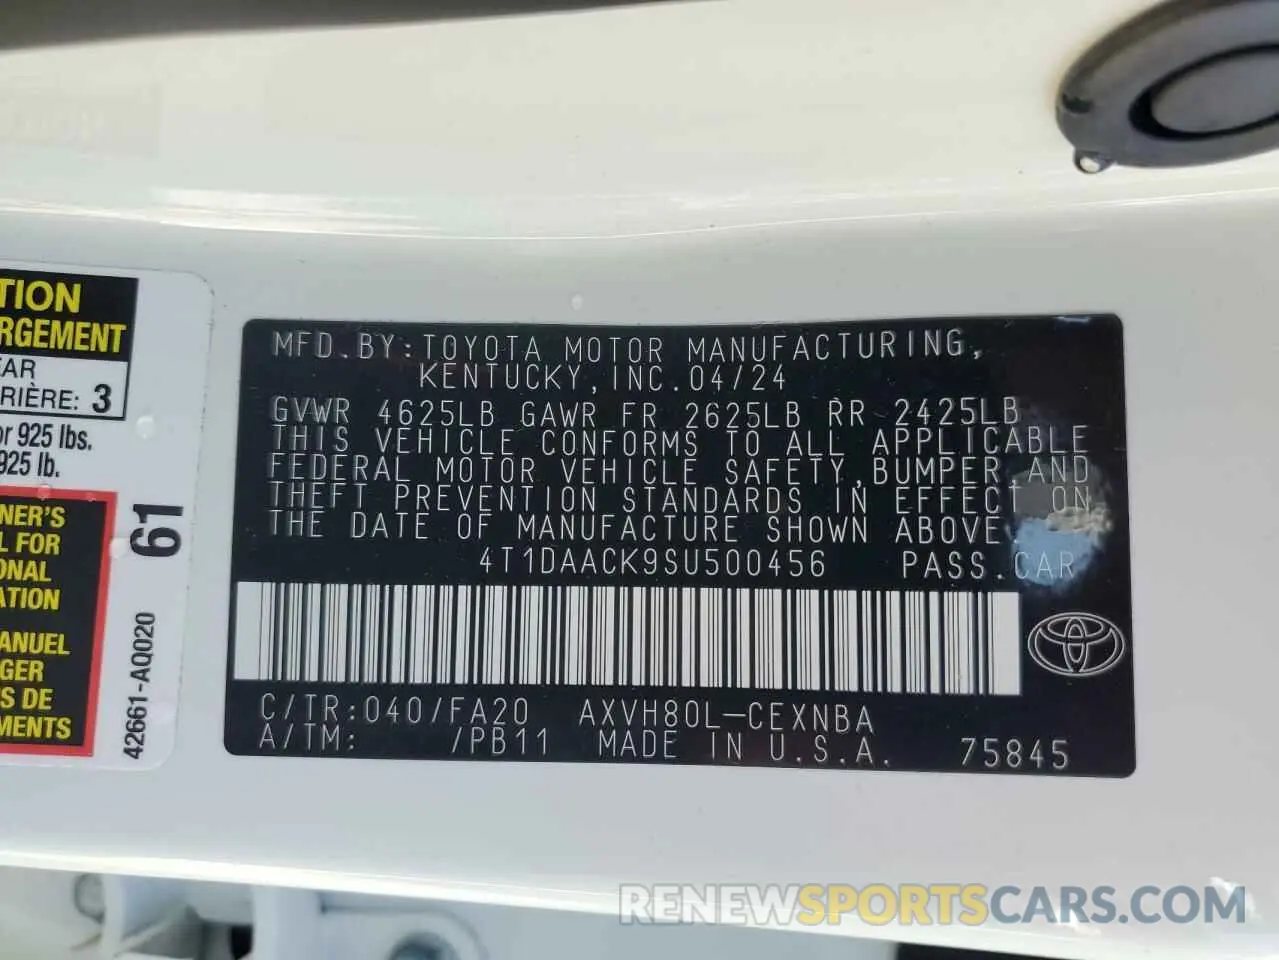 TION
RGEMENT
EAR
RIÈRE: 3
or 925 lbs.
925 lb.
NER'S
L FOR
ONAL
ATION
ANUEL
GER
S DE
MENTS
61
42661-AQ020
MFD.BY:TOYOTA MOTOR MANUFACTURING,
KENTUCKY,INC.04/24
GVWR 4625LB GAWR FR 2625LB RR 2425LB
THIS VEHICLE CONFORMS TO ALL APPLICABLE
FEDERAL MOTOR VEHICLE SAFETY,BUMPER,AND
THEFT PREVENTION STANDARDS IN EFFECT ON
THE DATE OF MANUFACTURE SHOWN ABOVE.
4T1DAACK9SU500456 PASS.CAR
C/TR:040/FA20 AXVH80L-CEXNBA
A/TM: /PB11 MADE IN U.S.A. 75845
RENEWSPORTSCARS.COM